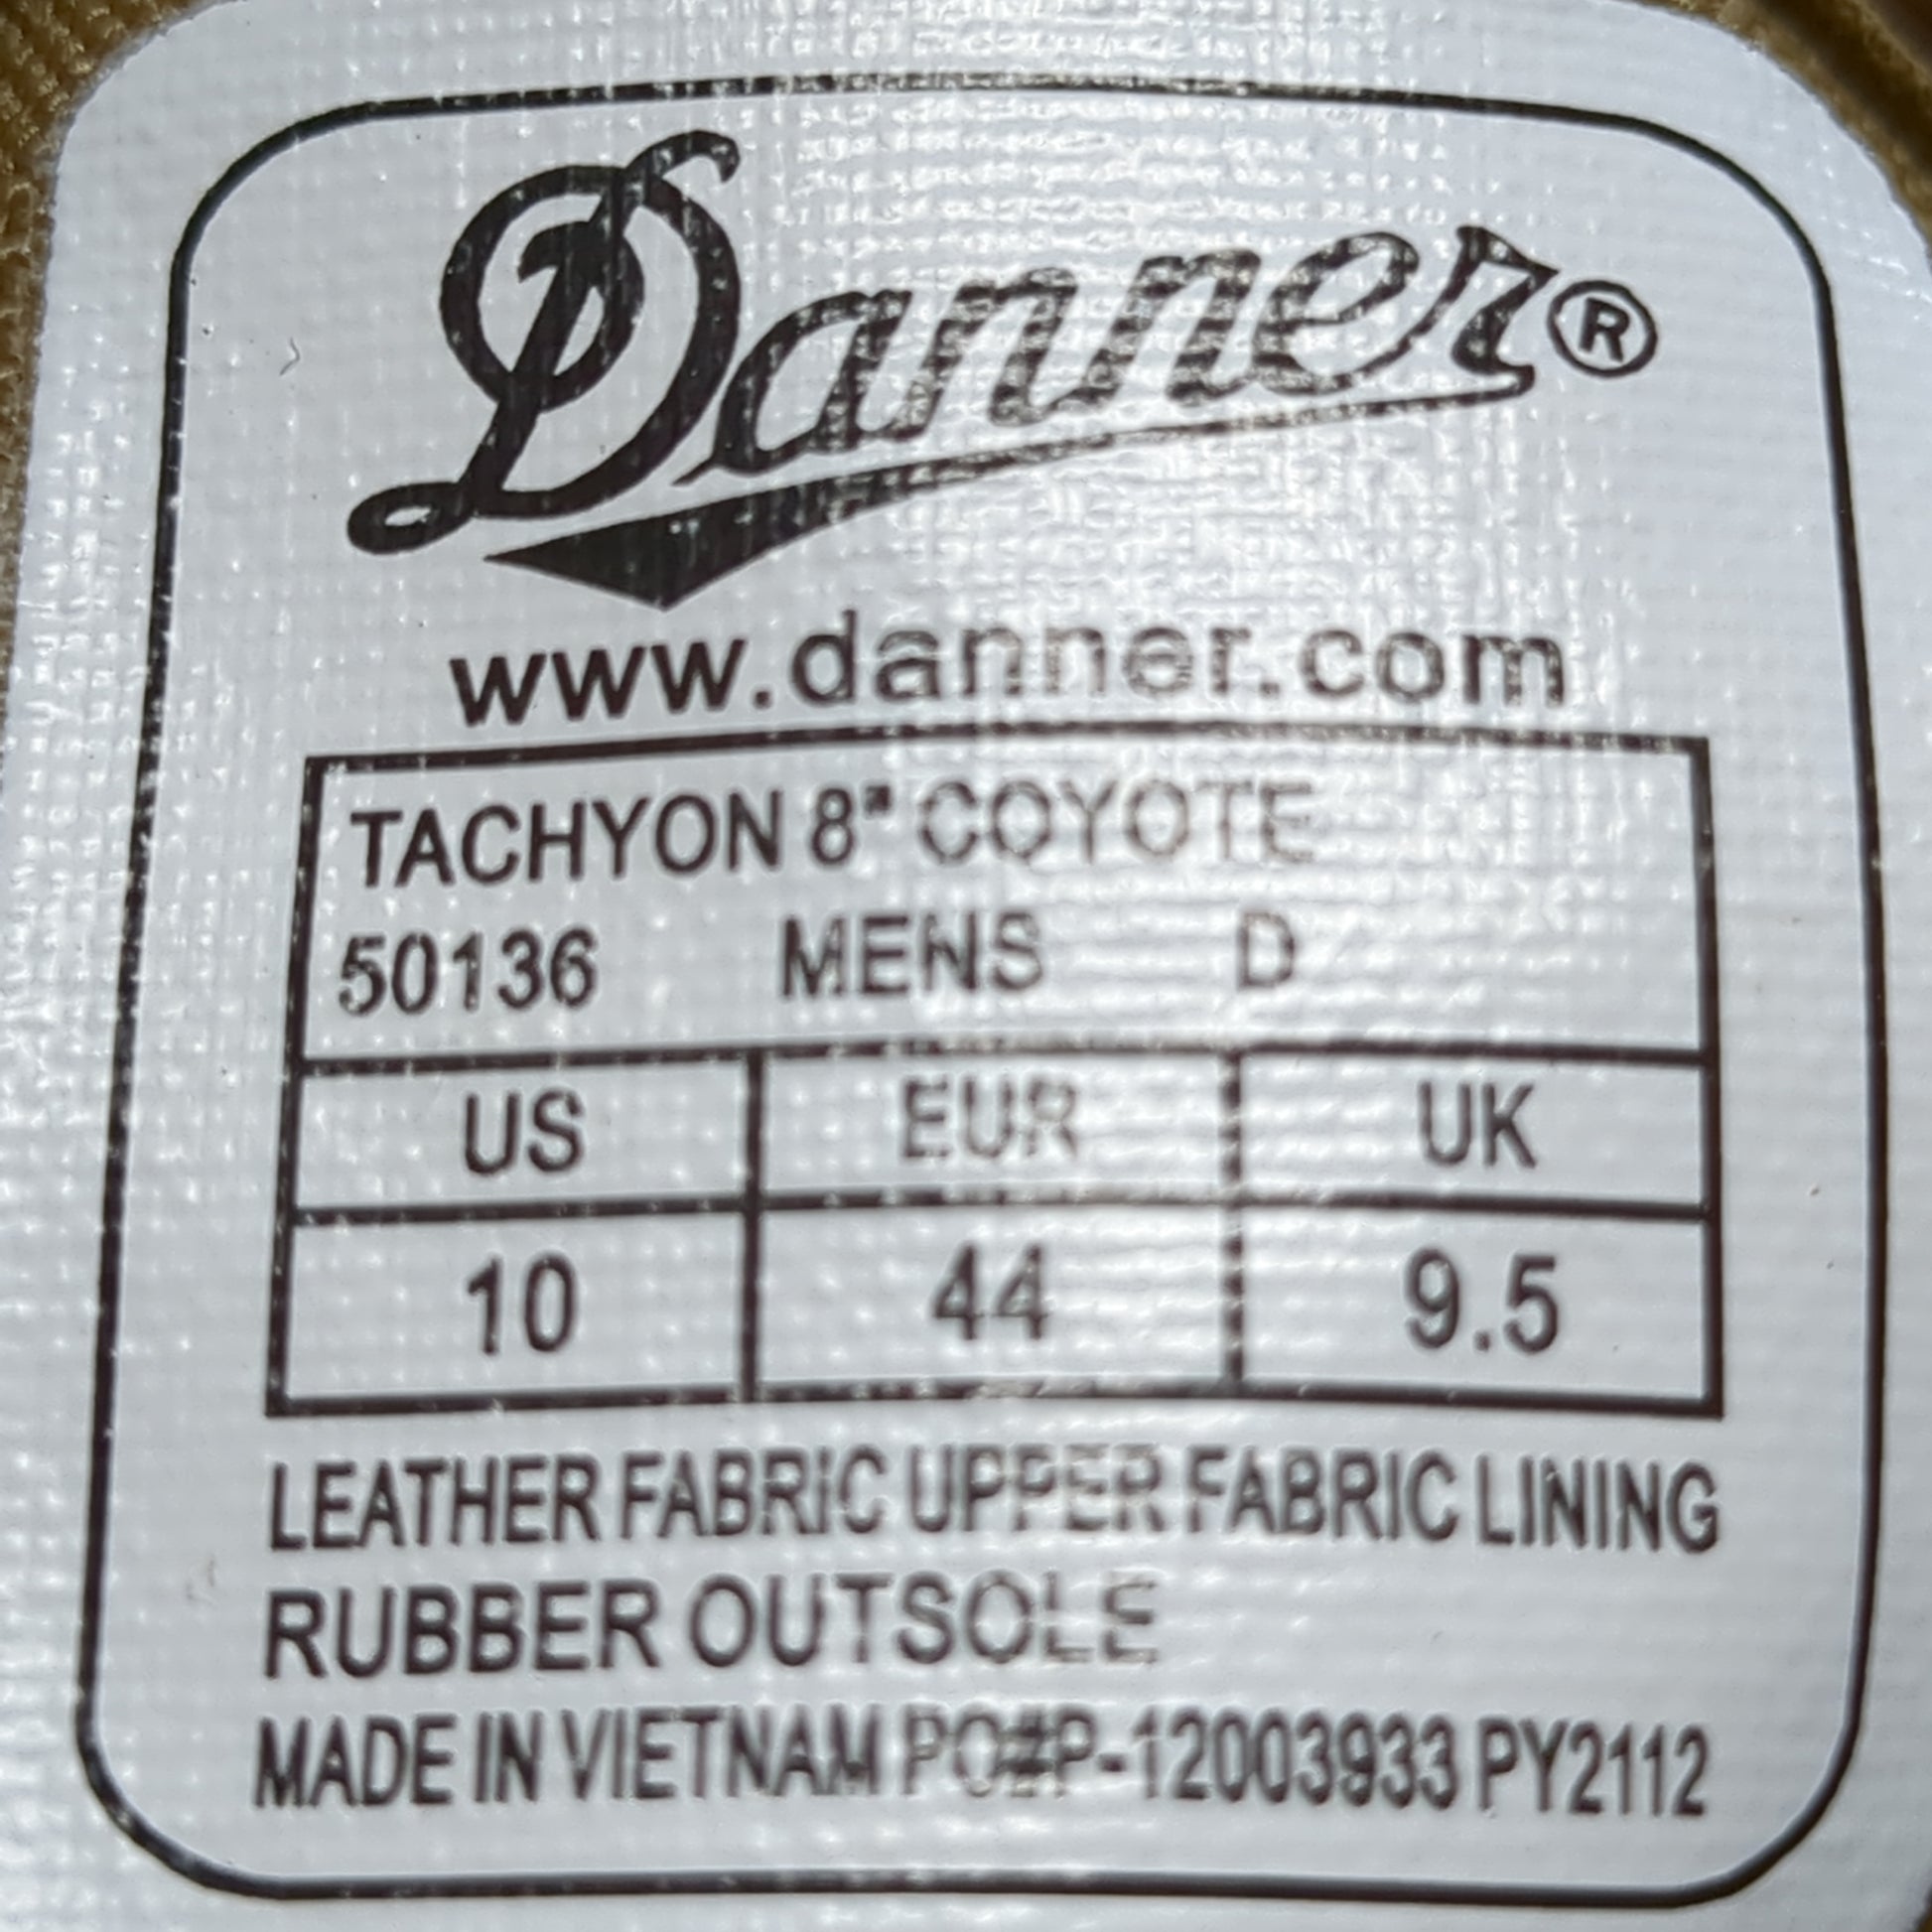 Danner®
www.danner.com
TACHYON 8" COYOTE
50136 MENS D
US EUR UK
10 44 9.5
LEATHER FABRIC UPPER FABRIC LINING
RUBBER OUTSOLE
MADE IN VIETNAM PO#P-12003933 PY2112